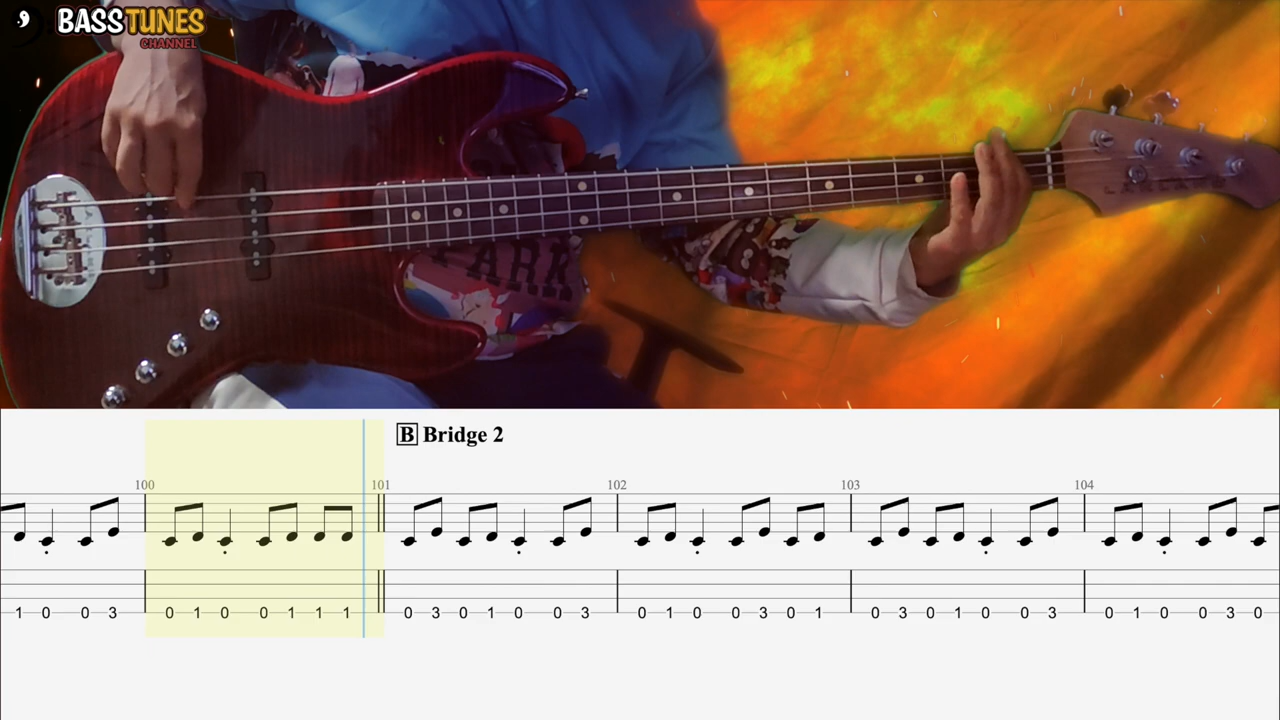 BASSTUNES
CHANNEL
PARK
B Bridge 2
100 101 102 103 104
1 0 0 3 0 1 0 0 1 1 1 0 3 0 1 0 0 3 0 1 0 0 3 0 1 0 3 0 1 0 0 3 0 1 0 0 3 0